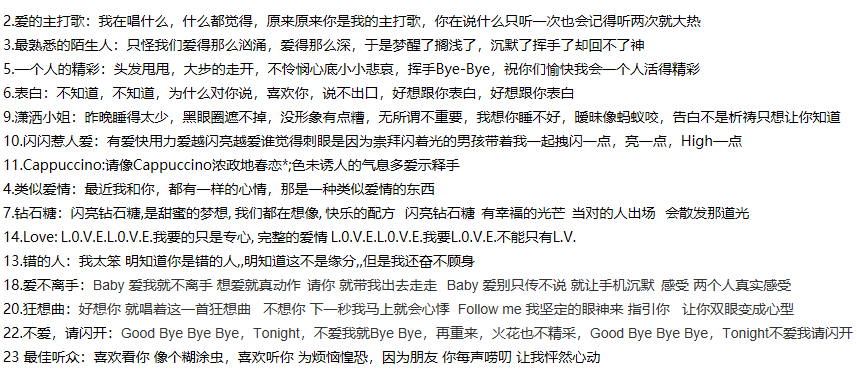 2.爱的主打歌：我在唱什么，什么都觉得，原来原来你是我的主打歌，你在说什么只听一次也会记得听两次就大热
3.最熟悉的陌生人：只怪我们爱得那么汹涌，爱得那么深，于是梦醒了搁浅了，沉默了挥手了却回不了神
5.一个人的精彩：头发甩甩，大步的走开，不怜悯心底小小悲哀，挥手Bye-Bye，祝你们愉快我会一个人活得精彩
6.表白：不知道，不知道，为什么对你说，喜欢你，说不出口，好想跟你表白，好想跟你表白
9.潇洒小姐：昨晚睡得太少，黑眼圈遮不掉，没形象有点糟，无所谓不重要，我想你睡不好，暧昧像蚂蚁咬，告白不是祈祷只想让你知道
10.闪闪惹人爱：有爱快用力爱越闪亮越爱谁觉得刺眼是因为崇拜闪着光的男孩带着我一起拽闪一点，亮一点，High一点
11.Cappuccino:请像Cappuccino浓政地春恋*;色未诱人的气息多爱示释手
4.类似爱情：最近我和你，都有一样的心情，那是一种类似爱情的东西
7.钻石糖：闪亮钻石糖,是甜蜜的梦想, 我们都在想像, 快乐的配方 闪亮钻石糖 有幸福的光芒 当对的人出场 会散发那道光
14.Love: L.0.V.E.L.0.V.E.我要的只是专心, 完整的爱情 L.0.V.E.L.0.V.E.我要L.0.V.E.不能只有L.V.
13.错的人：我太笨 明知道你是错的人,,明知道这不是缘分,,但是我还奋不顾身
18.爱不离手：Baby 爱我就不离手 想爱就真动作 请你 就带我出去走走 Baby 爱别只传不说 就让手机沉默 感受 两个人真实感受
20.狂想曲：好想你 就唱着这一首狂想曲 不想你 下一秒我马上就会心悸 Follow me 我坚定的眼神来 指引你 让你双眼变成心型
22.不爱，请闪开：Good Bye Bye Bye，Tonight，不爱我就Bye Bye，再重来，火花也不精采，Good Bye Bye Bye，Tonight不爱我请闪开
23 最佳听众：喜欢看你 像个糊涂虫，喜欢听你 为烦恼惶恐，因为朋友 你每声唠叨 让我怦然心动